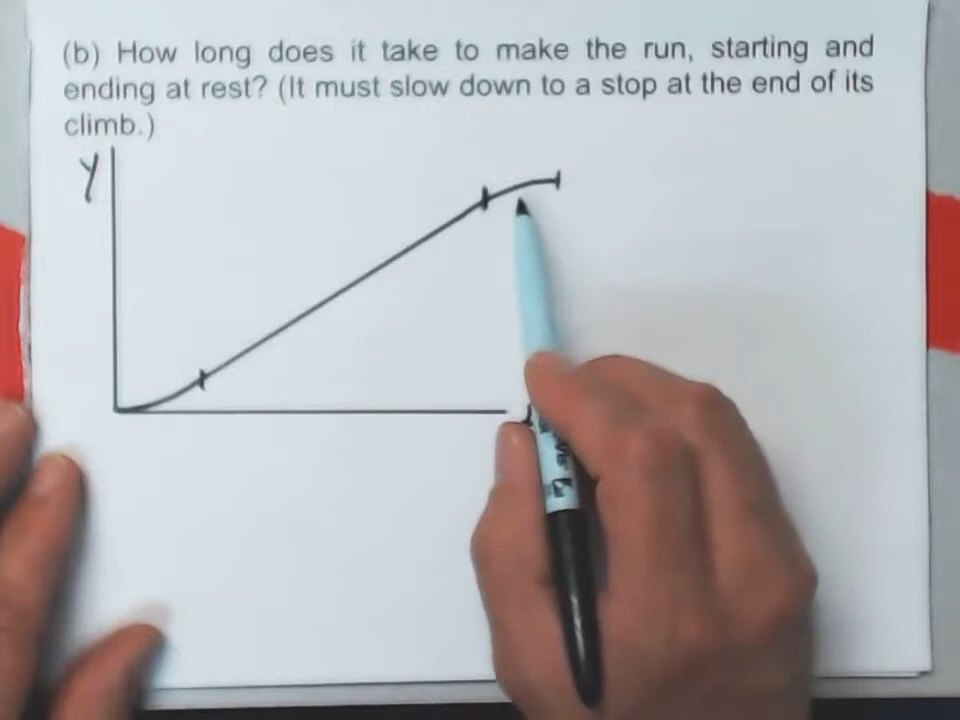 (b) How long does it take to make the run, starting and
ending at rest? (It must slow down to a stop at the end of its
climb.)
Y